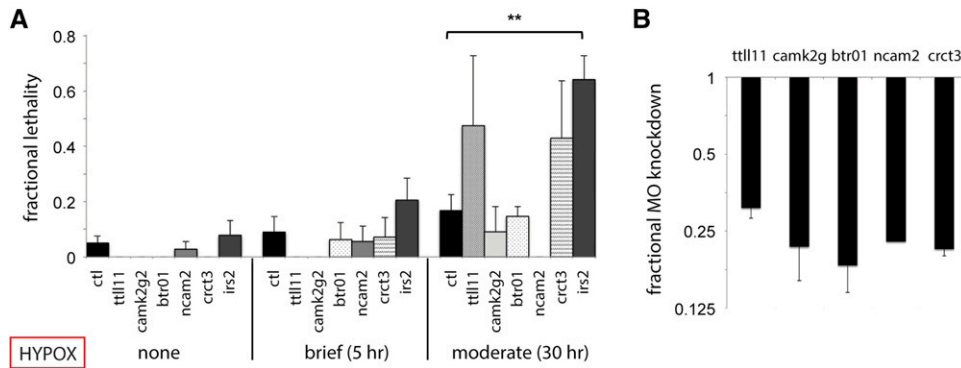 A
B
**
ttll11 camk2g btr01 ncam2 crct3
fractional lethality
0.8
0.6
0.4
0.2
0
ctl
ttll11
camk2g2
btr01
ncam2
crct3
irs2
ctl
ttll11
camk2g2
btr01
ncam2
crct3
irs2
ctl
ttll11
camk2g2
btr01
ncam2
crct3
irs2
HYPOX
none
brief (5 hr)
moderate (30 hr)
fractional MO knockdown
1
0.5
0.25
0.125